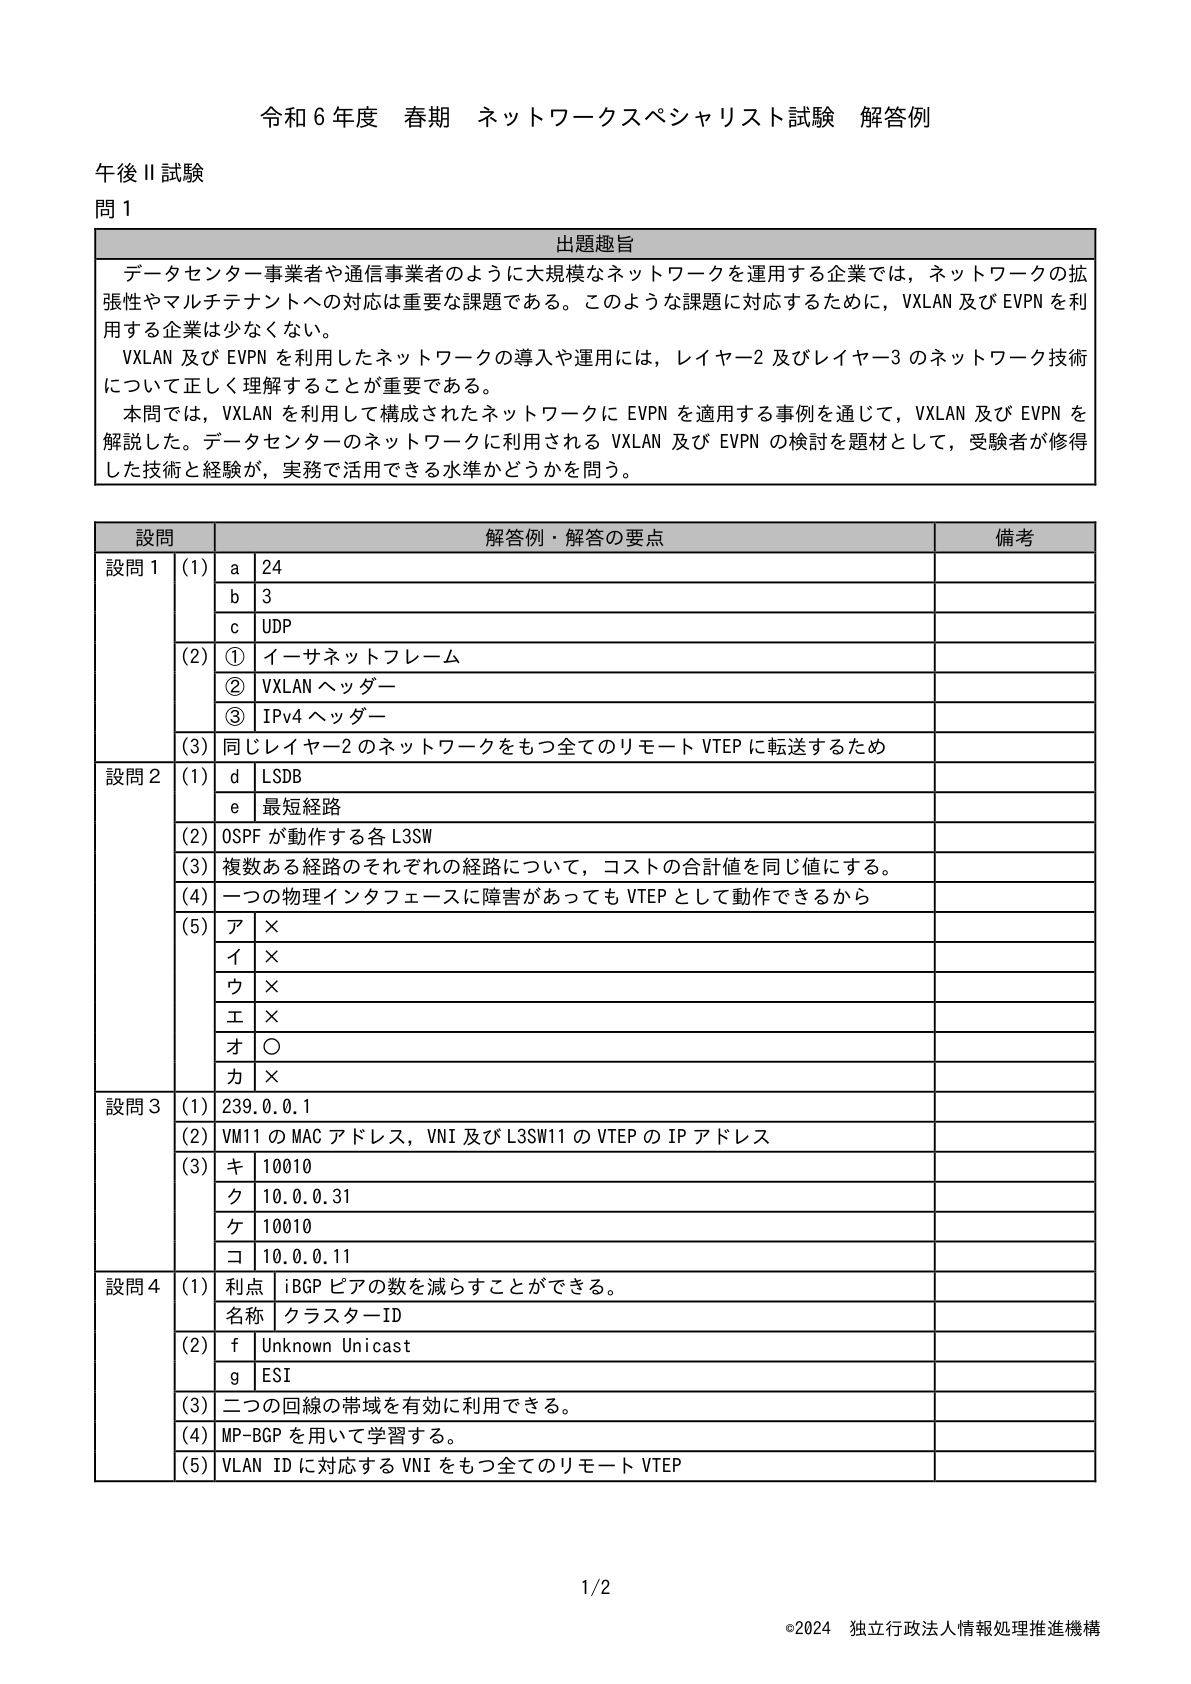 令和６年度　春期　ネットワークスペシャリスト試験　解答例
午後Ⅱ試験
問１
出題趣旨
データセンター事業者や通信事業者のように大規模なネットワークを運用する企業では，ネットワークの拡
張性やマルチテナントへの対応は重要な課題である。このような課題に対応するために，VXLAN 及び EVPN を利
用する企業は少なくない。
VXLAN 及び EVPN を利用したネットワークの導入や運用には，レイヤー2 及びレイヤー3 のネットワーク技術
について正しく理解することが重要である。
本問では，VXLAN を利用して構成されたネットワークに EVPN を適用する事例を通じて，VXLAN 及び EVPN を
解説した。データセンターのネットワークに利用される VXLAN 及び EVPN の検討を題材として，受験者が修得
した技術と経験が，実務で活用できる水準かどうかを問う。
設問 解答例・解答の要点 備考
設問１ (1) a 24
b 3
c UDP
(2) ① イーサネットフレーム
② VXLAN ヘッダー
③ IPv4 ヘッダー
(3) 同じレイヤー2 のネットワークをもつ全てのリモート VTEP に転送するため
設問２ (1) d LSDB
e 最短経路
(2) OSPF が動作する各 L3SW
(3) 複数ある経路のそれぞれの経路について，コストの合計値を同じ値にする。
(4) 一つの物理インタフェースに障害があっても VTEP として動作できるから
(5) ア ×
イ ×
ウ ×
エ ×
オ ○
カ ×
設問３ (1) 239.0.0.1
(2) VM11 の MAC アドレス，VNI 及び L3SW11 の VTEP の IP アドレス
(3) キ 10010
ク 10.0.0.31
ケ 10010
コ 10.0.0.11
設問４ (1) 利点 iBGP ピアの数を減らすことができる。
名称 クラスターID
(2) f Unknown Unicast
g ESI
(3) 二つの回線の帯域を有効に利用できる。
(4) MP-BGP を用いて学習する。
(5) VLAN ID に対応する VNI をもつ全てのリモート VTEP
1/2
©2024　独立行政法人情報処理推進機構